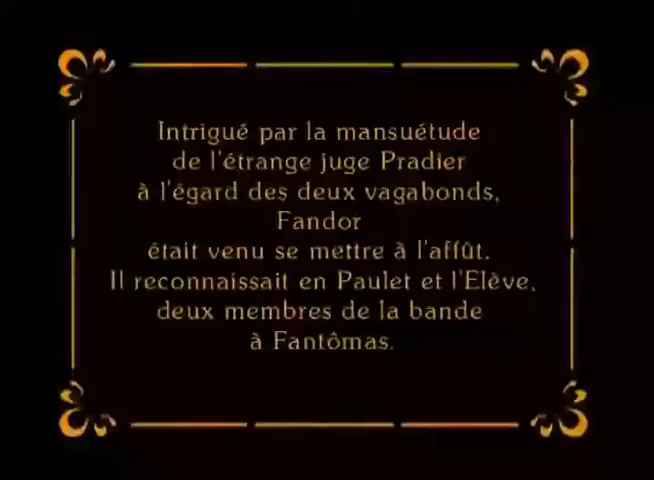 Intrigué par la mansuétude
de l'étrange juge Pradier
à l'égard des deux vagabonds,
Fandor
était venu se mettre à l'affût.
Il reconnaissait en Paulet et l'Elève,
deux membres de la bande
à Fantômas.